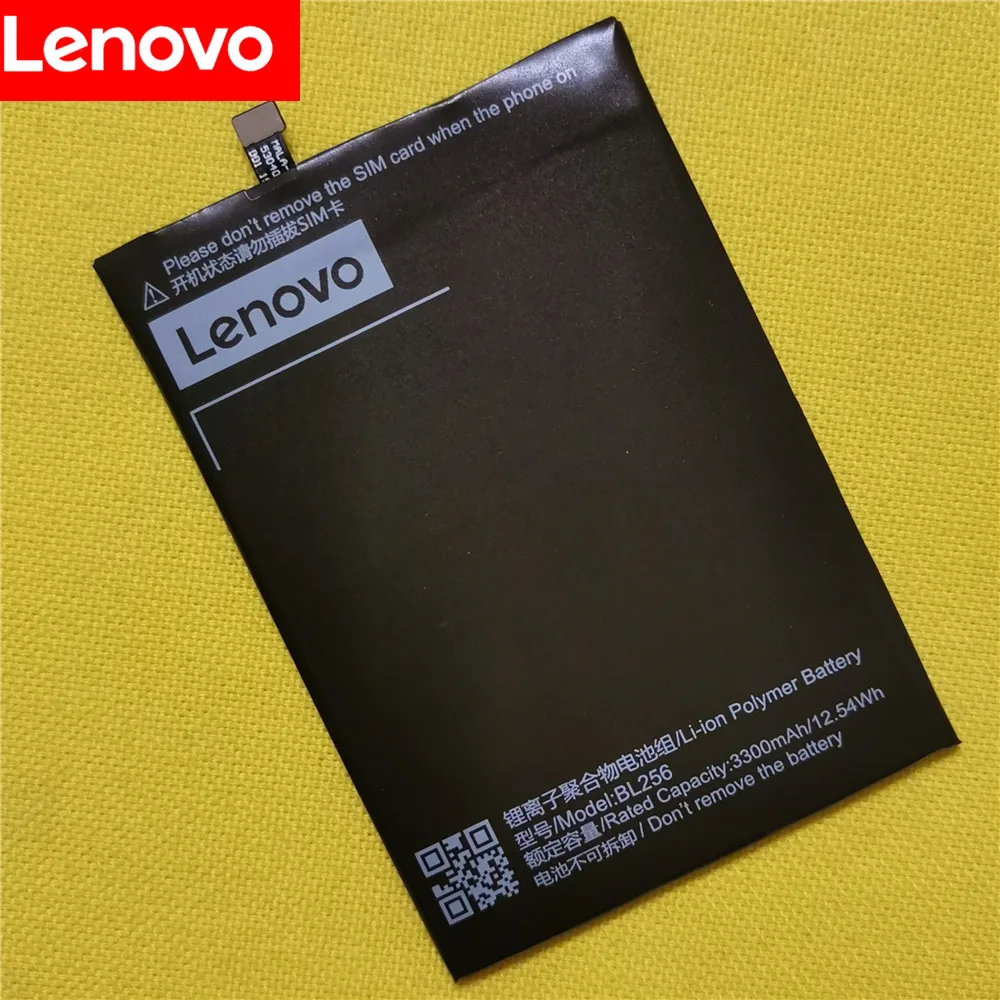 Lenovo
MALA-
53040
Please don't remove the SIM card when the phone on
开机状态请勿插拔SIM卡
Lenovo
锂离子聚合物电池组/Li-ion Polymer Battery
型号/Model:BL256
额定容量/Rated Capacity:3300mAh/12.54Wh
电池不可拆卸/Don't remove the battery